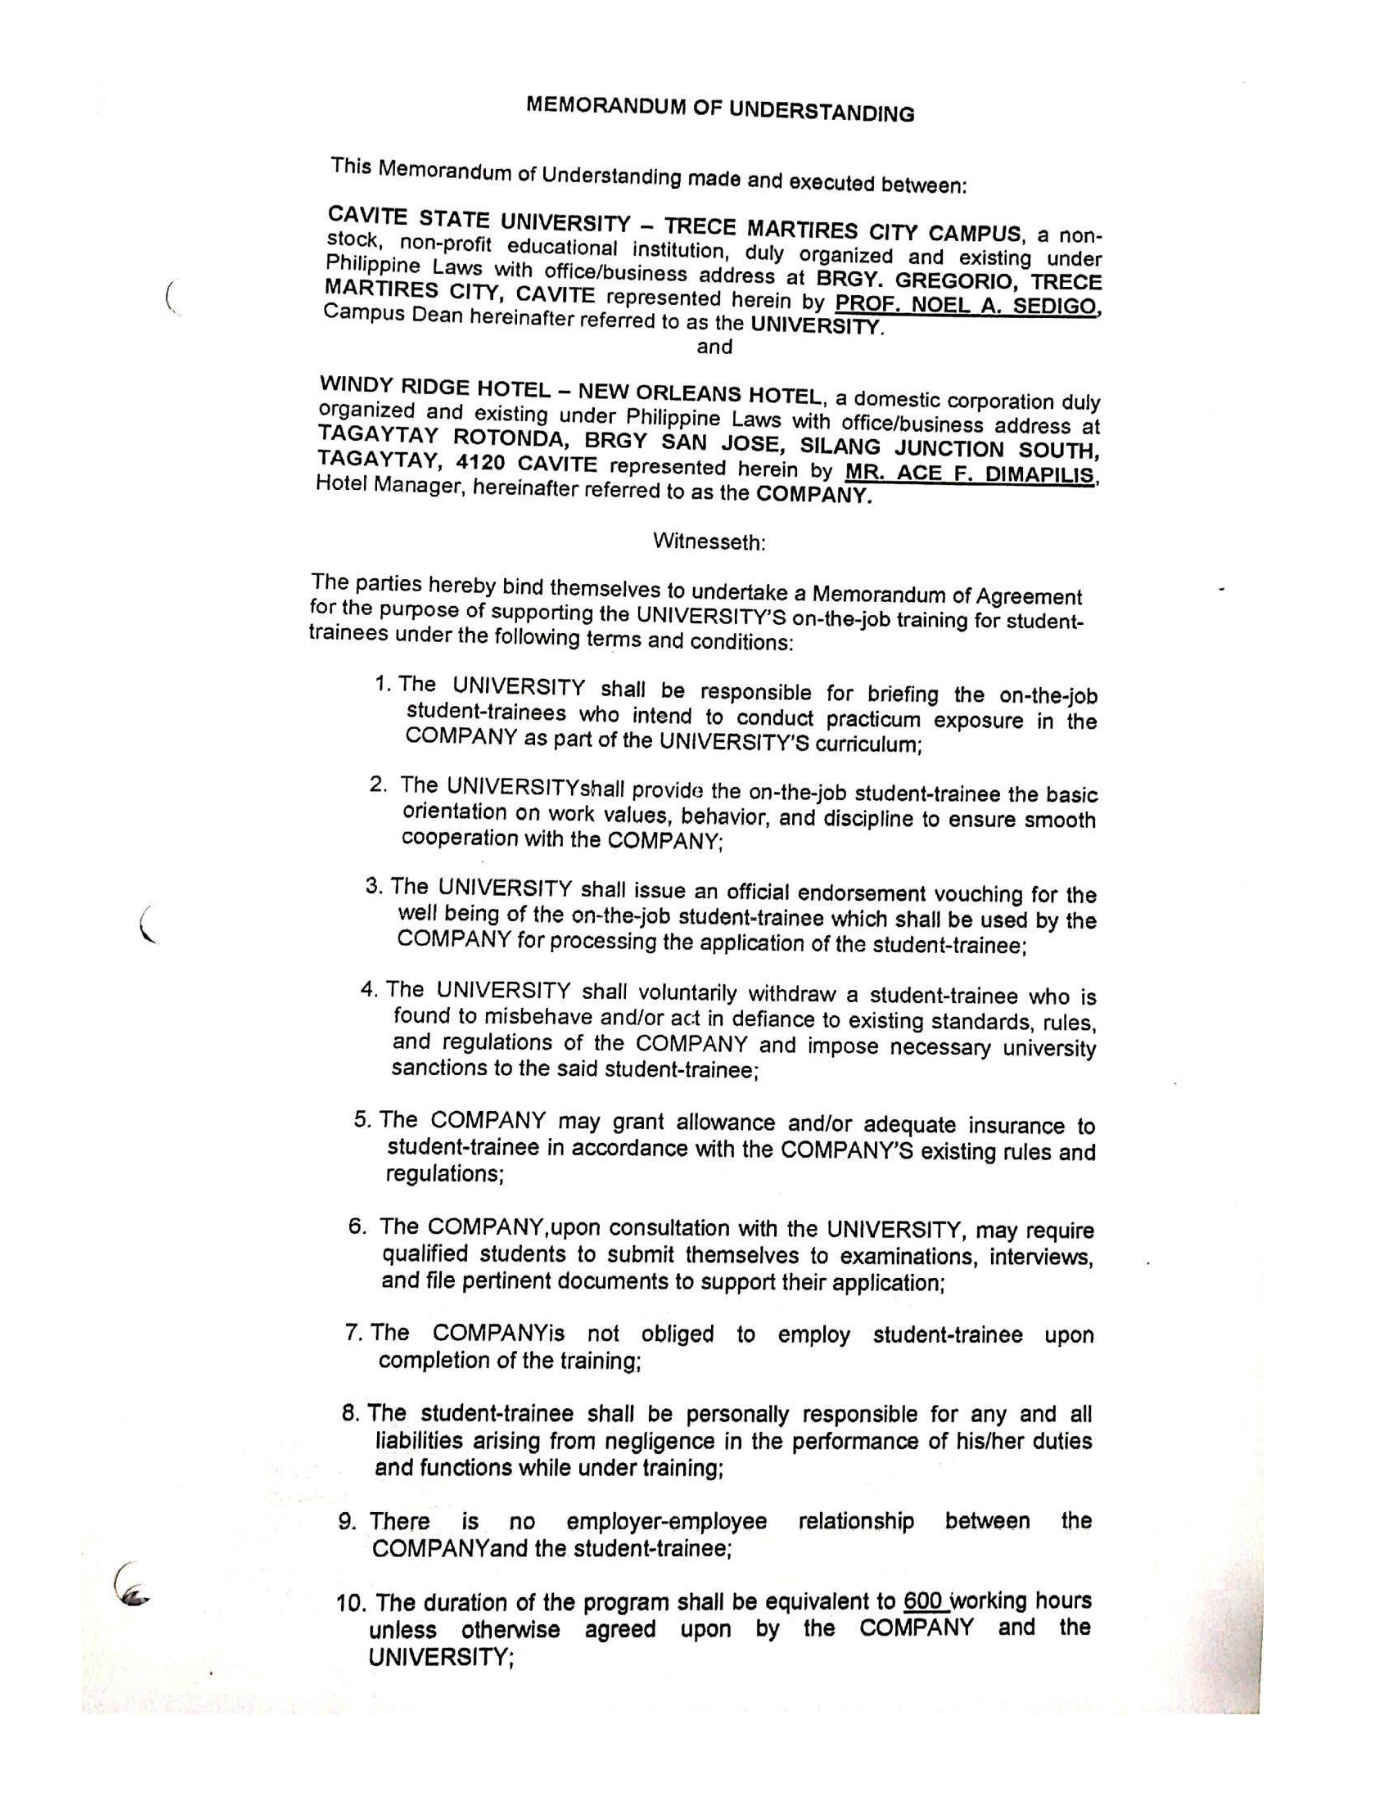 MEMORANDUM OF UNDERSTANDING
This Memorandum of Understanding made and executed between:
CAVITE STATE UNIVERSITY – TRECE MARTIRES CITY CAMPUS, a non-
stock, non-profit educational institution, duly organized and existing under
Philippine Laws with office/business address at BRGY. GREGORIO, TRECE
MARTIRES CITY, CAVITE represented herein by PROF. NOEL A. SEDIGO,
Campus Dean hereinafter referred to as the UNIVERSITY.
and
WINDY RIDGE HOTEL – NEW ORLEANS HOTEL, a domestic corporation duly
organized and existing under Philippine Laws with office/business address at
TAGAYTAY ROTONDA, BRGY SAN JOSE, SILANG JUNCTION SOUTH,
TAGAYTAY, 4120 CAVITE represented herein by MR. ACE F. DIMAPILIS,
Hotel Manager, hereinafter referred to as the COMPANY.
Witnesseth:
The parties hereby bind themselves to undertake a Memorandum of Agreement
for the purpose of supporting the UNIVERSITY'S on-the-job training for student-
trainees under the following terms and conditions:
1. The UNIVERSITY shall be responsible for briefing the on-the-job
student-trainees who intend to conduct practicum exposure in the
COMPANY as part of the UNIVERSITY'S curriculum;
2. The UNIVERSITYshall provide the on-the-job student-trainee the basic
orientation on work values, behavior, and discipline to ensure smooth
cooperation with the COMPANY;
3. The UNIVERSITY shall issue an official endorsement vouching for the
well being of the on-the-job student-trainee which shall be used by the
COMPANY for processing the application of the student-trainee;
4. The UNIVERSITY shall voluntarily withdraw a student-trainee who is
found to misbehave and/or act in defiance to existing standards, rules,
and regulations of the COMPANY and impose necessary university
sanctions to the said student-trainee;
5. The COMPANY may grant allowance and/or adequate insurance to
student-trainee in accordance with the COMPANY'S existing rules and
regulations;
6. The COMPANY,upon consultation with the UNIVERSITY, may require
qualified students to submit themselves to examinations, interviews,
and file pertinent documents to support their application;
7. The COMPANYis not obliged to employ student-trainee upon
completion of the training;
8. The student-trainee shall be personally responsible for any and all
liabilities arising from negligence in the performance of his/her duties
and functions while under training;
9. There is no employer-employee relationship between the
COMPANYand the student-trainee;
10. The duration of the program shall be equivalent to 600 working hours
unless otherwise agreed upon by the COMPANY and the
UNIVERSITY;